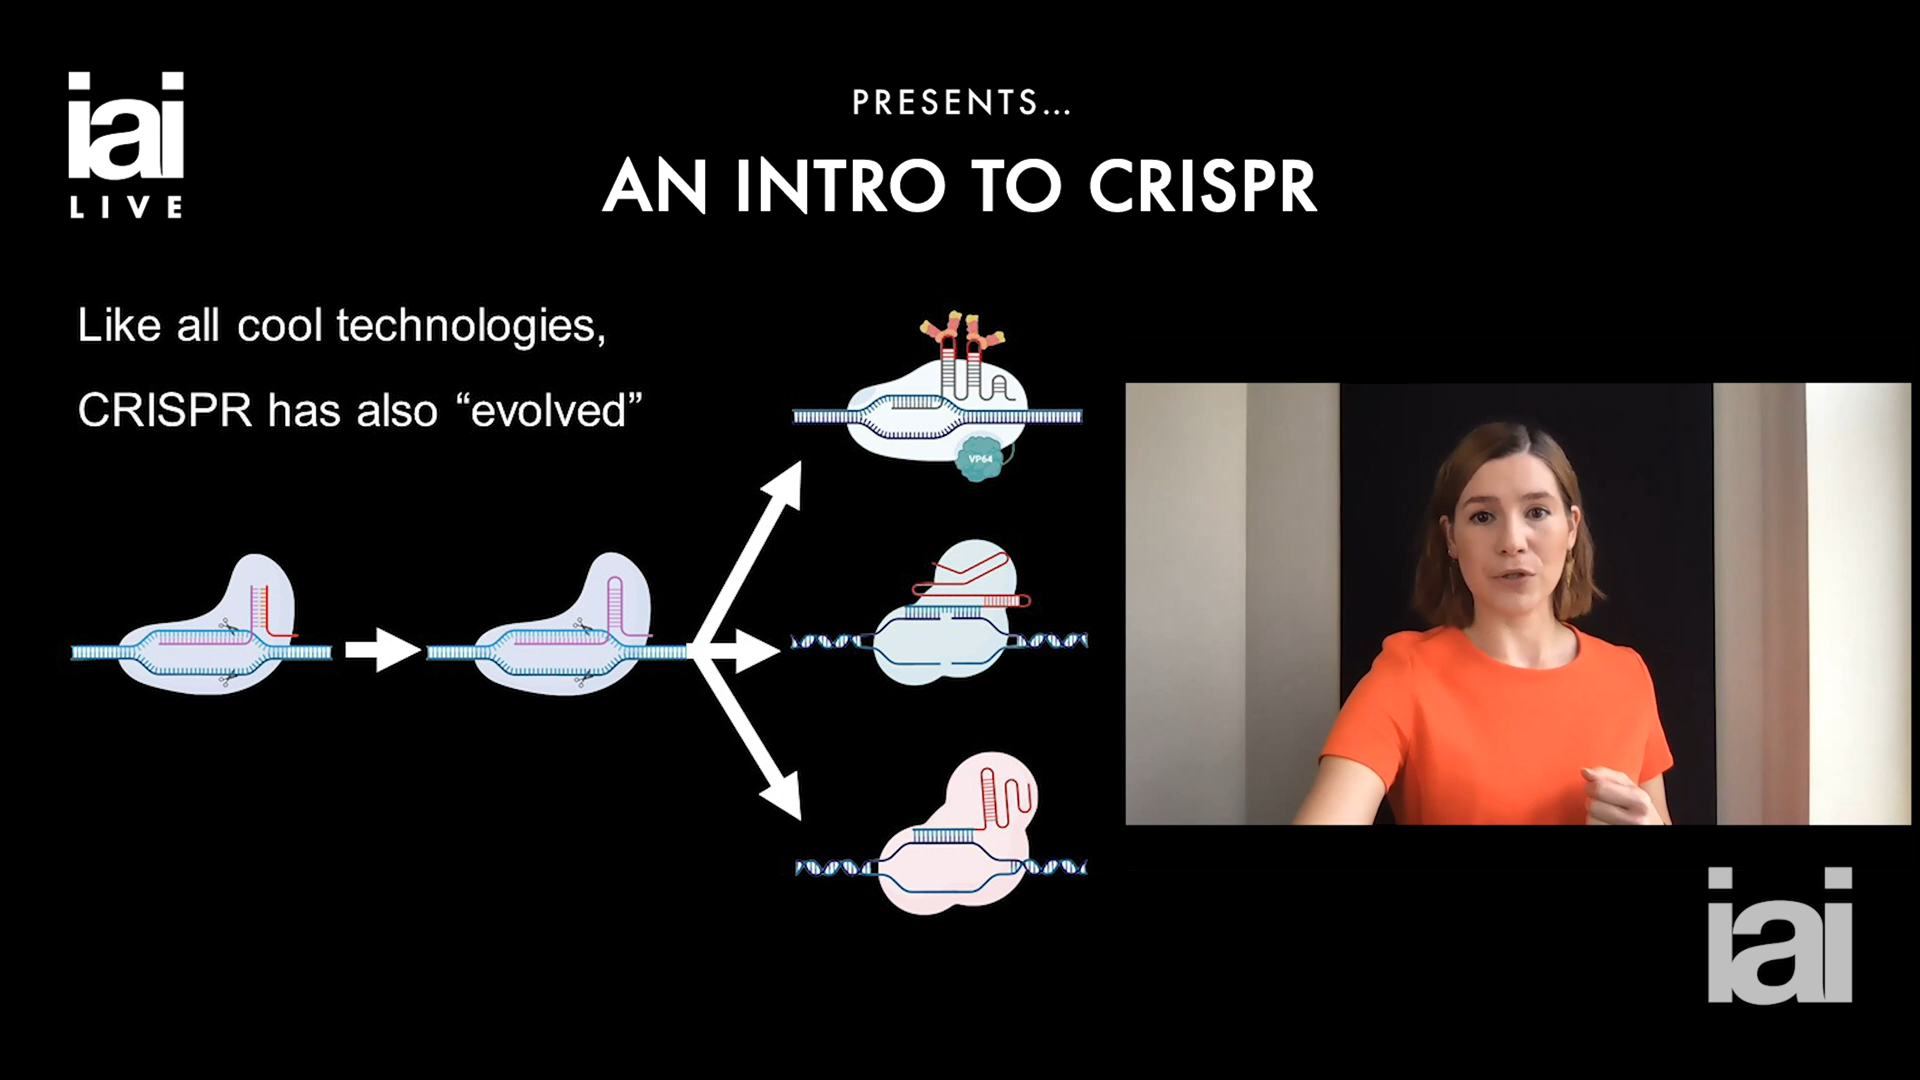 iai
LIVE
PRESENTS...
AN INTRO TO CRISPR
Like all cool technologies,
CRISPR has also “evolved”
VP64
iai